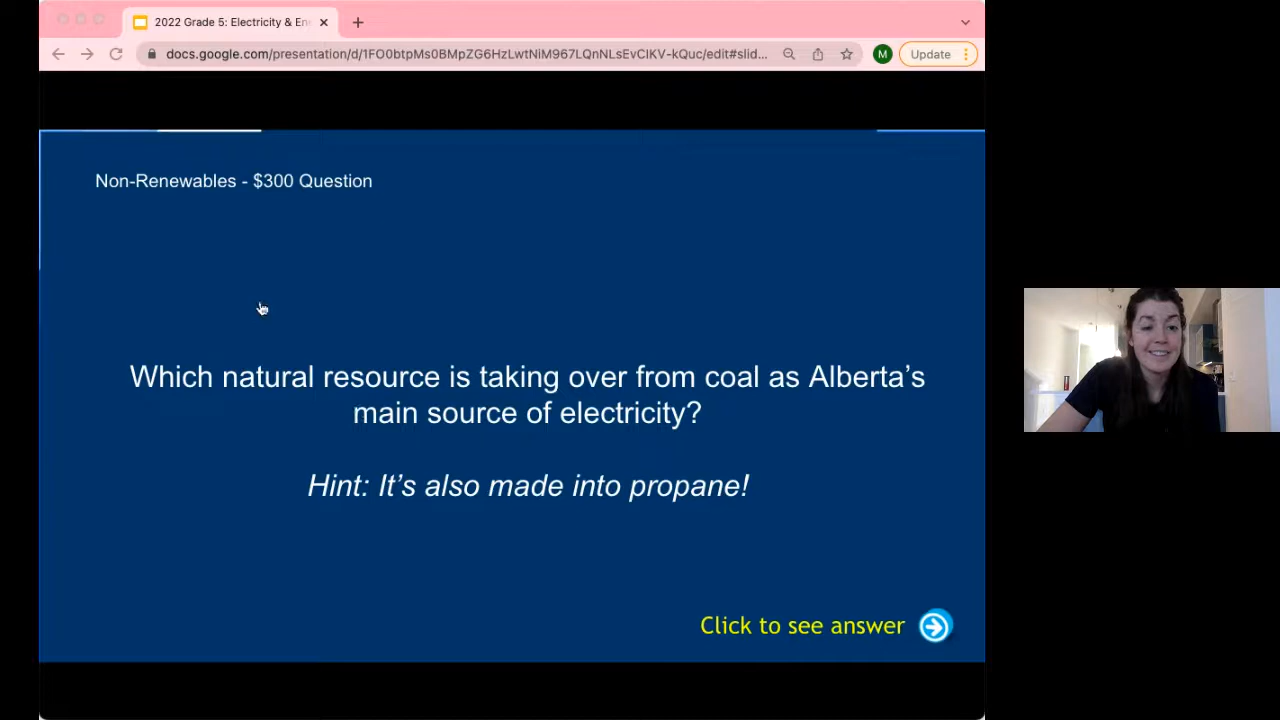 2022 Grade 5: Electricity & En
docs.google.com/presentation/d/1FO0btpMs0BMpZG6HzLwtNiM967LQnNLsEvClKV-kQuc/edit#slid...
M
Update
Non-Renewables - $300 Question
Which natural resource is taking over from coal as Alberta's
main source of electricity?
Hint: It's also made into propane!
Click to see answer